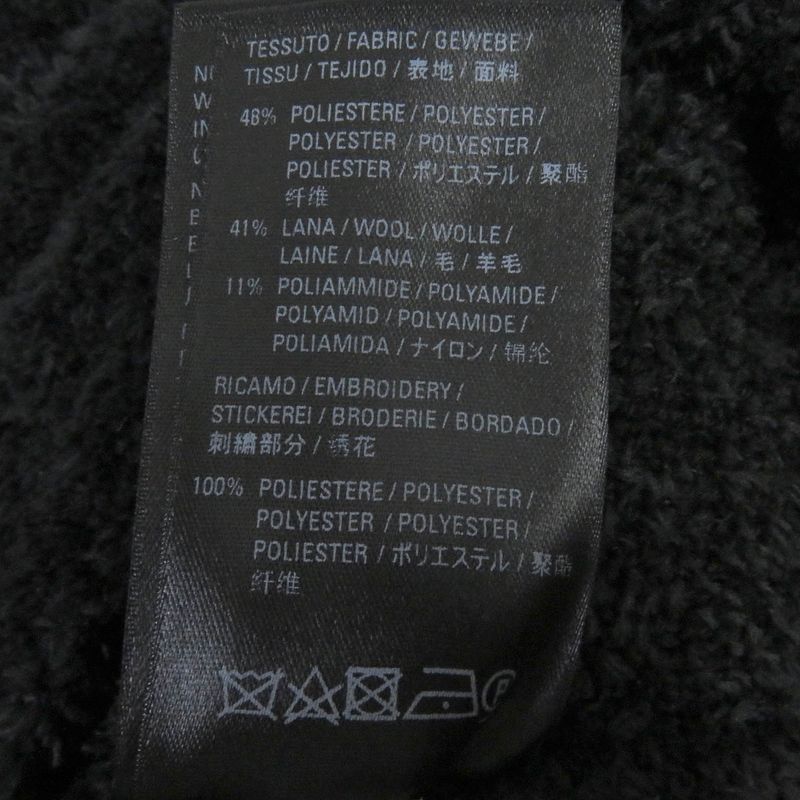 TESSUTO / FABRIC / GEWEBE /
TISSU / TEJIDO / 表地 / 面料
48% POLIESTERE / POLYESTER /
POLYESTER / POLYESTER /
POLIESTER / ポリエステル / 聚酯
纤维
41% LANA / WOOL / WOLLE /
LAINE / LANA / 毛 / 羊毛
11% POLIAMMIDE / POLYAMIDE /
POLYAMID / POLYAMIDE /
POLIAMIDA / ナイロン / 锦纶
RICAMO / EMBROIDERY /
STICKEREI / BRODERIE / BORDADO /
刺繍部分 / 绣花
100% POLIESTERE / POLYESTER /
POLYESTER / POLYESTER /
POLIESTER / ポリエステル / 聚酯
纤维
P